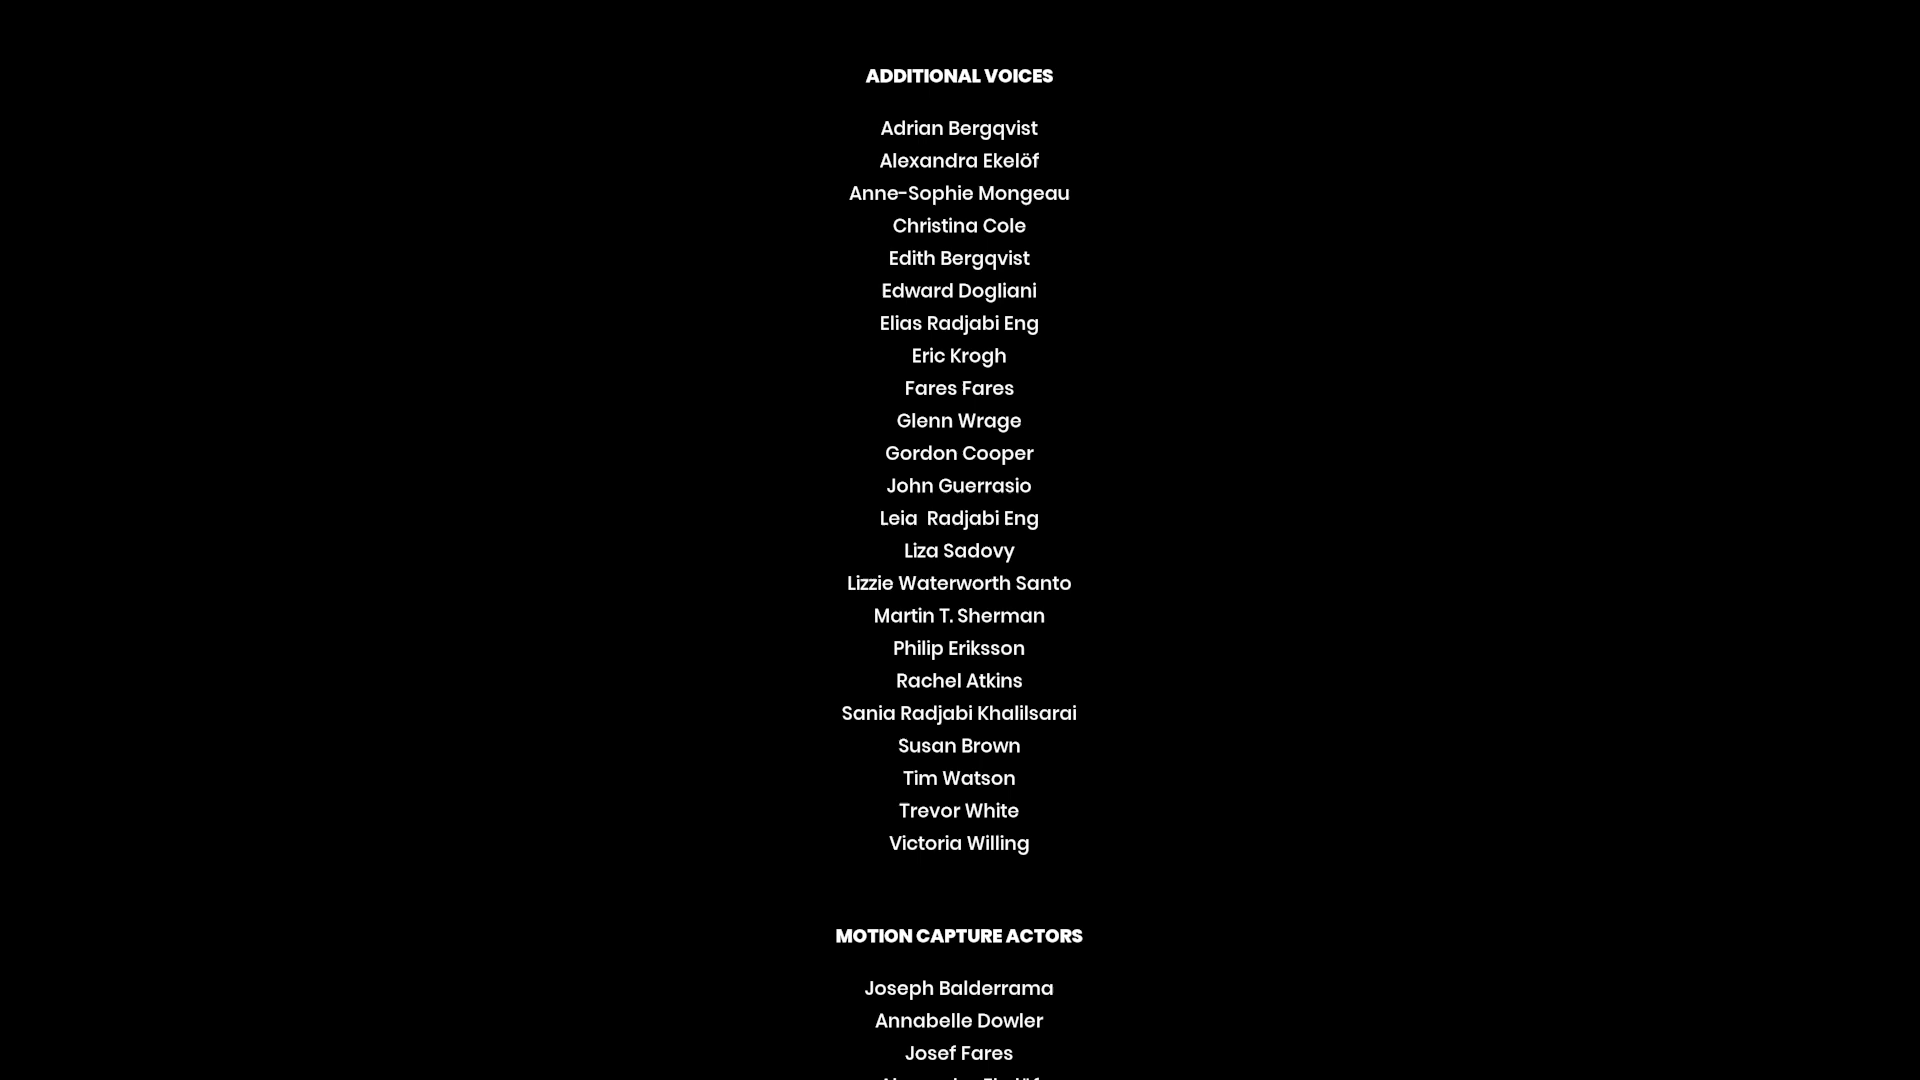 ADDITIONAL VOICES
Adrian Bergqvist
Alexandra Ekelöf
Anne-Sophie Mongeau
Christina Cole
Edith Bergqvist
Edward Dogliani
Elias Radjabi Eng
Eric Krogh
Fares Fares
Glenn Wrage
Gordon Cooper
John Guerrasio
Leia  Radjabi Eng
Liza Sadovy
Lizzie Waterworth Santo
Martin T. Sherman
Philip Eriksson
Rachel Atkins
Sania Radjabi Khalilsarai
Susan Brown
Tim Watson
Trevor White
Victoria Willing
MOTION CAPTURE ACTORS
Joseph Balderrama
Annabelle Dowler
Josef Fares